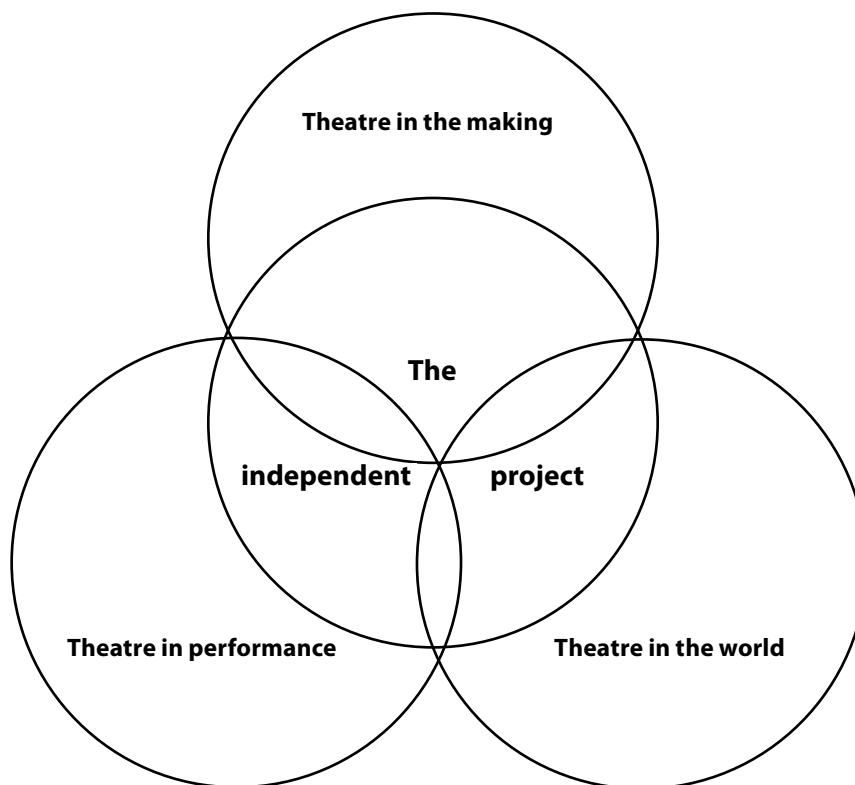 Theatre in the making
The
independent project
Theatre in performance
Theatre in the world